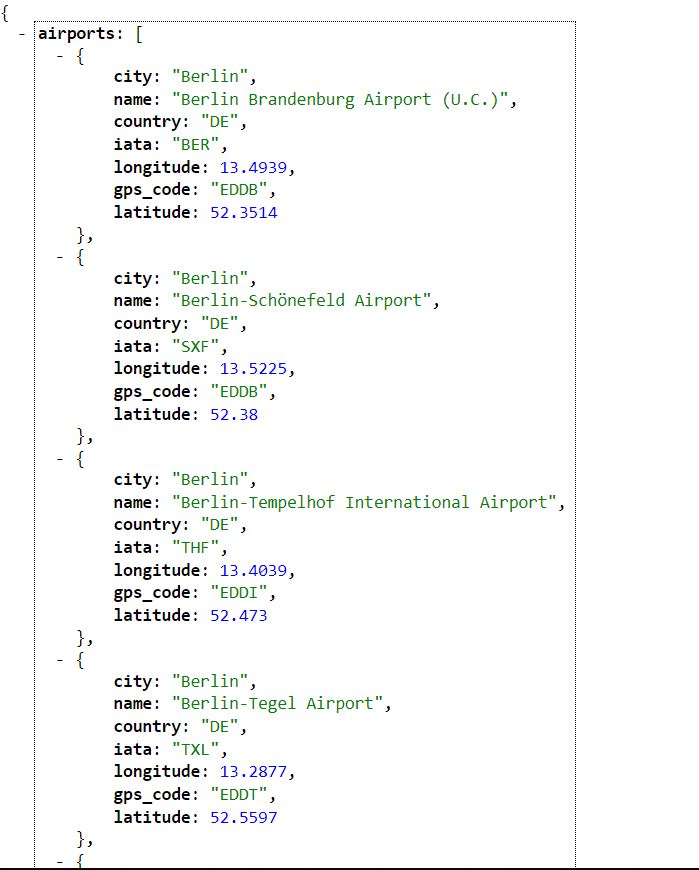 {
- airports: [
- {
city: "Berlin",
name: "Berlin Brandenburg Airport (U.C.)",
country: "DE",
iata: "BER",
longitude: 13.4939,
gps_code: "EDDB",
latitude: 52.3514
},
- {
city: "Berlin",
name: "Berlin-Schönefeld Airport",
country: "DE",
iata: "SXF",
longitude: 13.5225,
gps_code: "EDDB",
latitude: 52.38
},
- {
city: "Berlin",
name: "Berlin-Tempelhof International Airport",
country: "DE",
iata: "THF",
longitude: 13.4039,
gps_code: "EDDI",
latitude: 52.473
},
- {
city: "Berlin",
name: "Berlin-Tegel Airport",
country: "DE",
iata: "TXL",
longitude: 13.2877,
gps_code: "EDDT",
latitude: 52.5597
},
- {